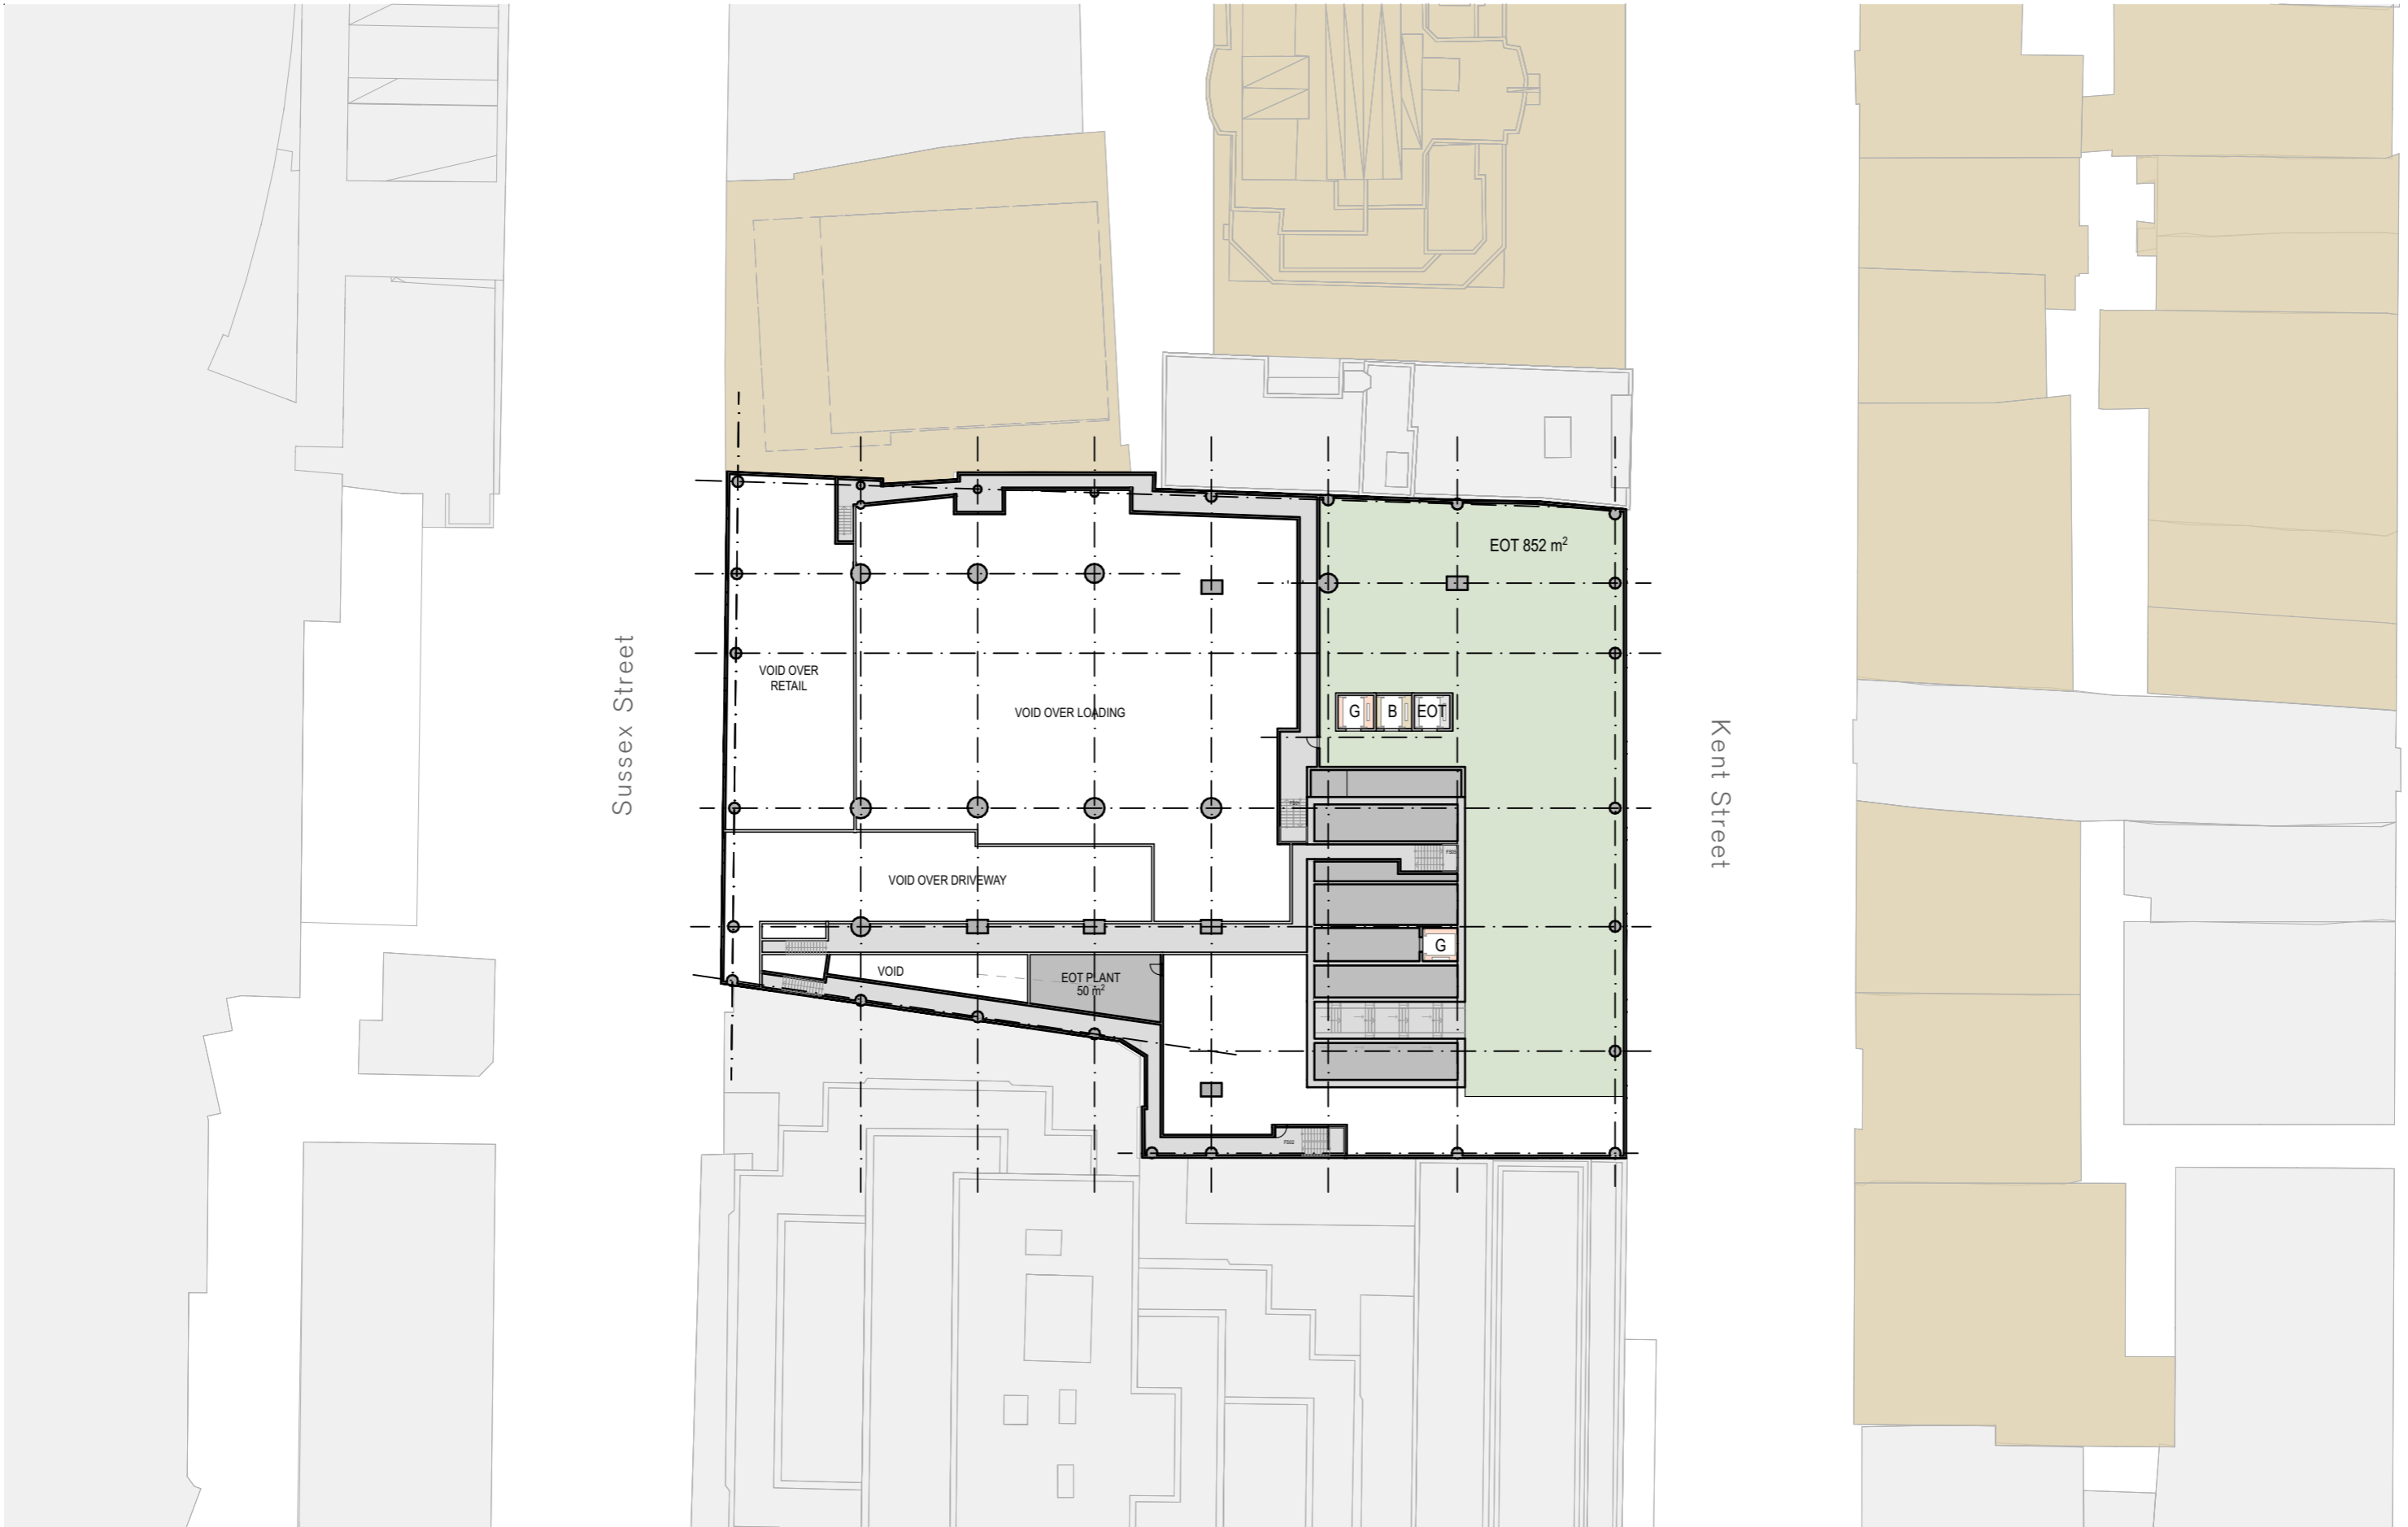 EOT 852 m²
VOID OVER
RETAIL
Sussex Street
G
B
EOT
VOID OVER LOADING
Kent Street
VOID OVER DRIVEWAY
G
VOID
EOT PLANT
50 m²
FS02